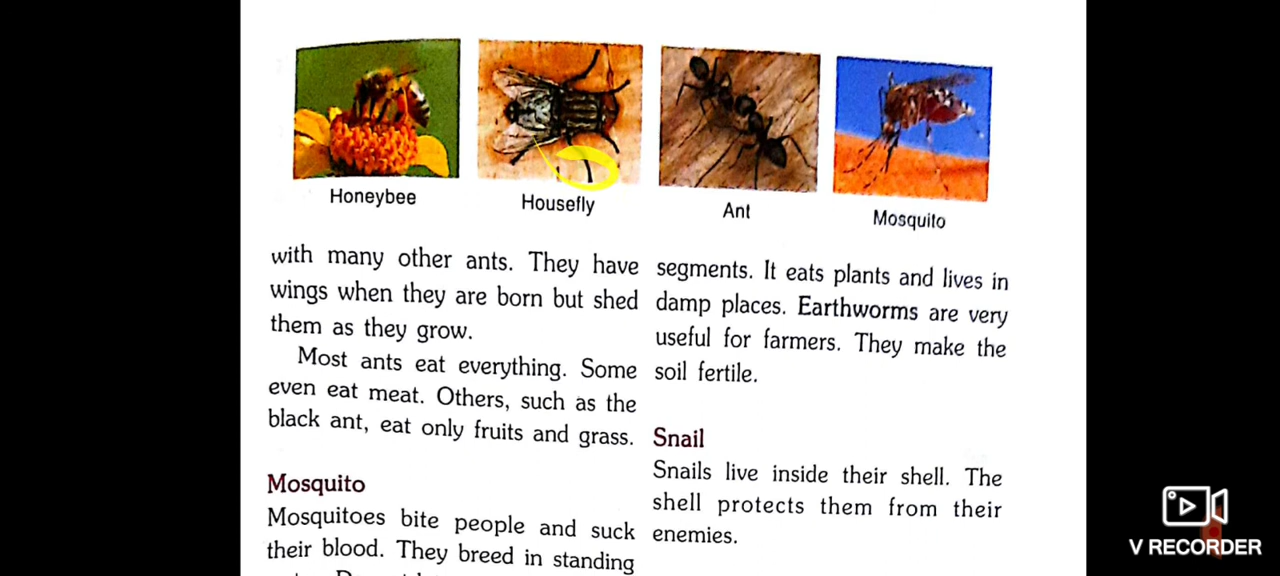 Honeybee
Housefly
Ant
Mosquito
with many other ants. They have
wings when they are born but shed
them as they grow.
Most ants eat everything. Some
even eat meat. Others, such as the
black ant, eat only fruits and grass.
Mosquito
Mosquitoes bite people and suck
their blood. They breed in standing
segments. It eats plants and lives in
damp places. Earthworms are very
useful for farmers. They make the
soil fertile.
Snail
Snails live inside their shell. The
shell protects them from their
enemies.
V RECORDER